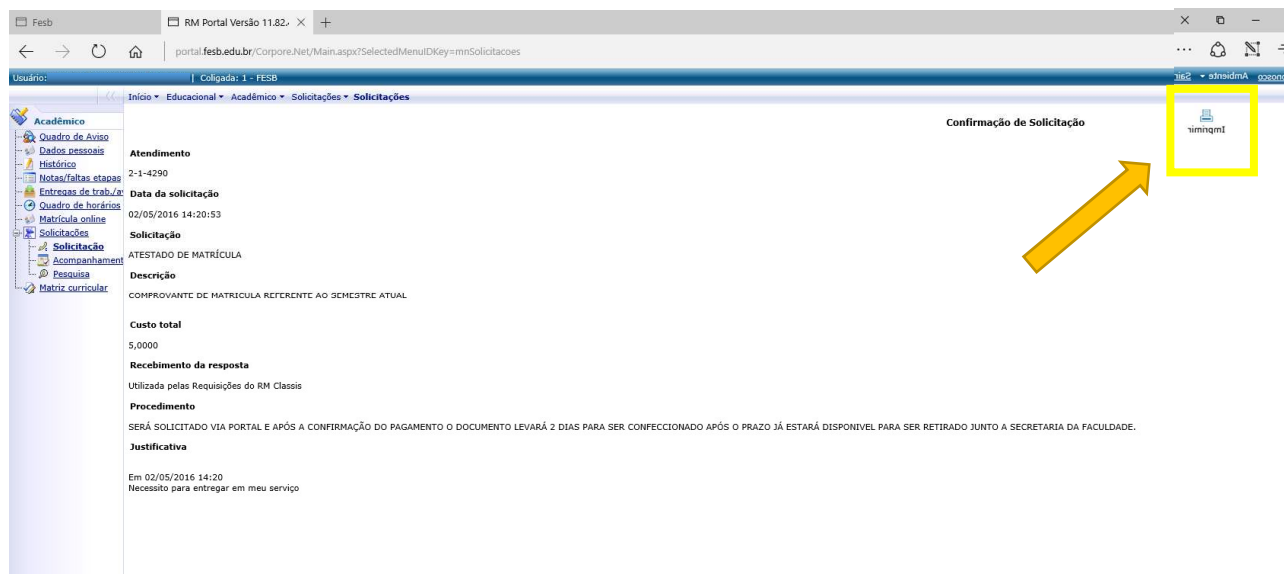 Fesb
RM Portal Versão 11.82.
portal.fesb.edu.br/Corpore.Net/Main.aspx?SelectedMenuIDKey=mnSolicitacoes
Usuário: | Coligada: 1 - FESB Ambiente Sair
Início Educacional Acadêmico Solicitações Solicitações
Acadêmico
Quadro de Aviso
Dados pessoais
Histórico
Notas/faltas etapas
Entregas de trab./a
Quadro de horários
Matrícula online
Solicitações
Solicitação
Acompanhament
Pesquisa
Matriz curricular
Confirmação de Solicitação
Imprimir
Atendimento
2-1-4290
Data da solicitação
02/05/2016 14:20:53
Solicitação
ATESTADO DE MATRÍCULA
Descrição
COMPROVANTE DE MATRICULA REFERENTE AO SEMESTRE ATUAL
Custo total
5,0000
Recebimento da resposta
Utilizada pelas Requisições do RM Classis
Procedimento
SERÁ SOLICITADO VIA PORTAL E APÓS A CONFIRMAÇÃO DO PAGAMENTO O DOCUMENTO LEVARÁ 2 DIAS PARA SER CONFECCIONADO APÓS O PRAZO JÁ ESTARÁ DISPONIVEL PARA SER RETIRADO JUNTO A SECRETARIA DA FACULDADE.
Justificativa
Em 02/05/2016 14:20
Necessito para entregar em meu serviço